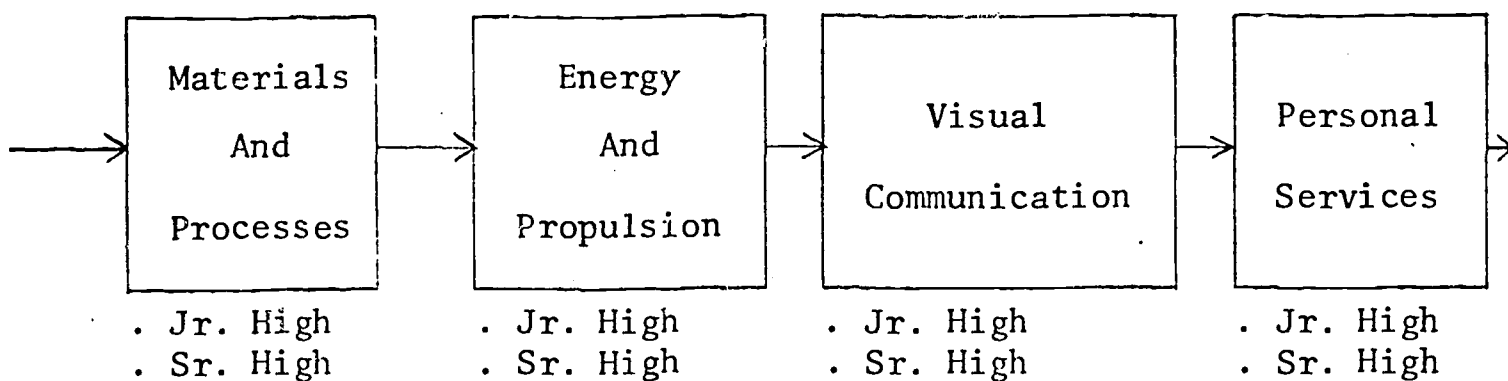 Materials
And
Processes
. Jr. High
. Sr. High
Energy
And
Propulsion
. Jr. High
. Sr. High
Visual
Communication
. Jr. High
. Sr. High
Personal
Services
. Jr. High
. Sr. High